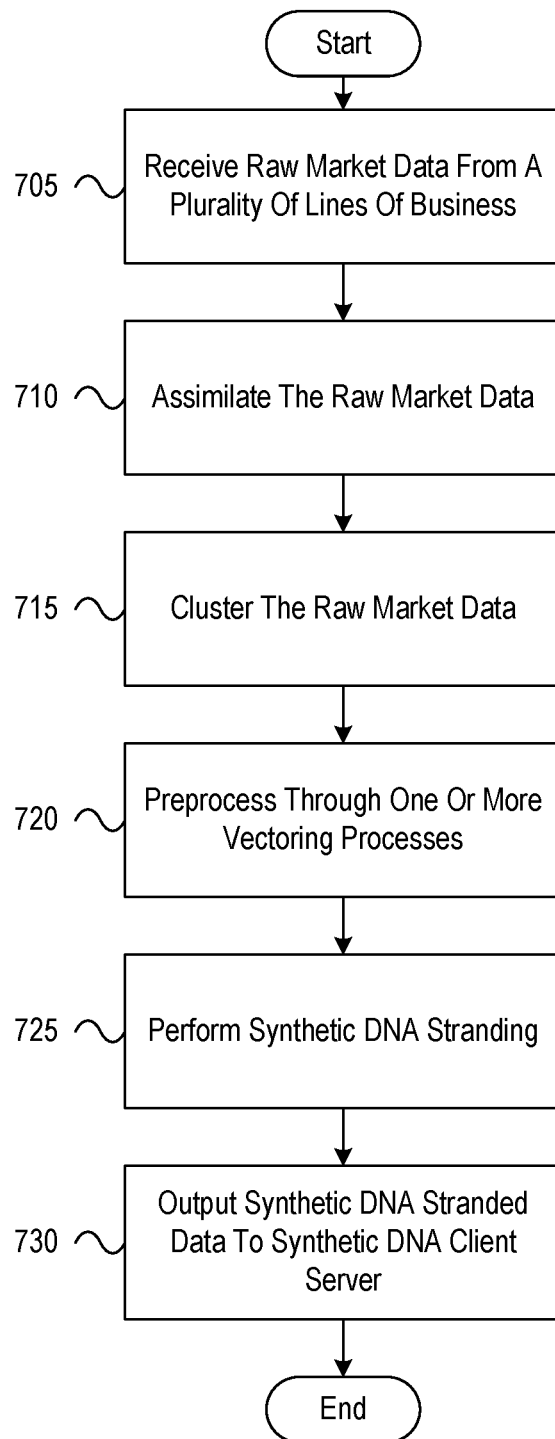 Start
705
Receive Raw Market Data From A
Plurality Of Lines Of Business
710
Assimilate The Raw Market Data
715
Cluster The Raw Market Data
720
Preprocess Through One Or More
Vectoring Processes
725
Perform Synthetic DNA Stranding
730
Output Synthetic DNA Stranded
Data To Synthetic DNA Client
Server
End